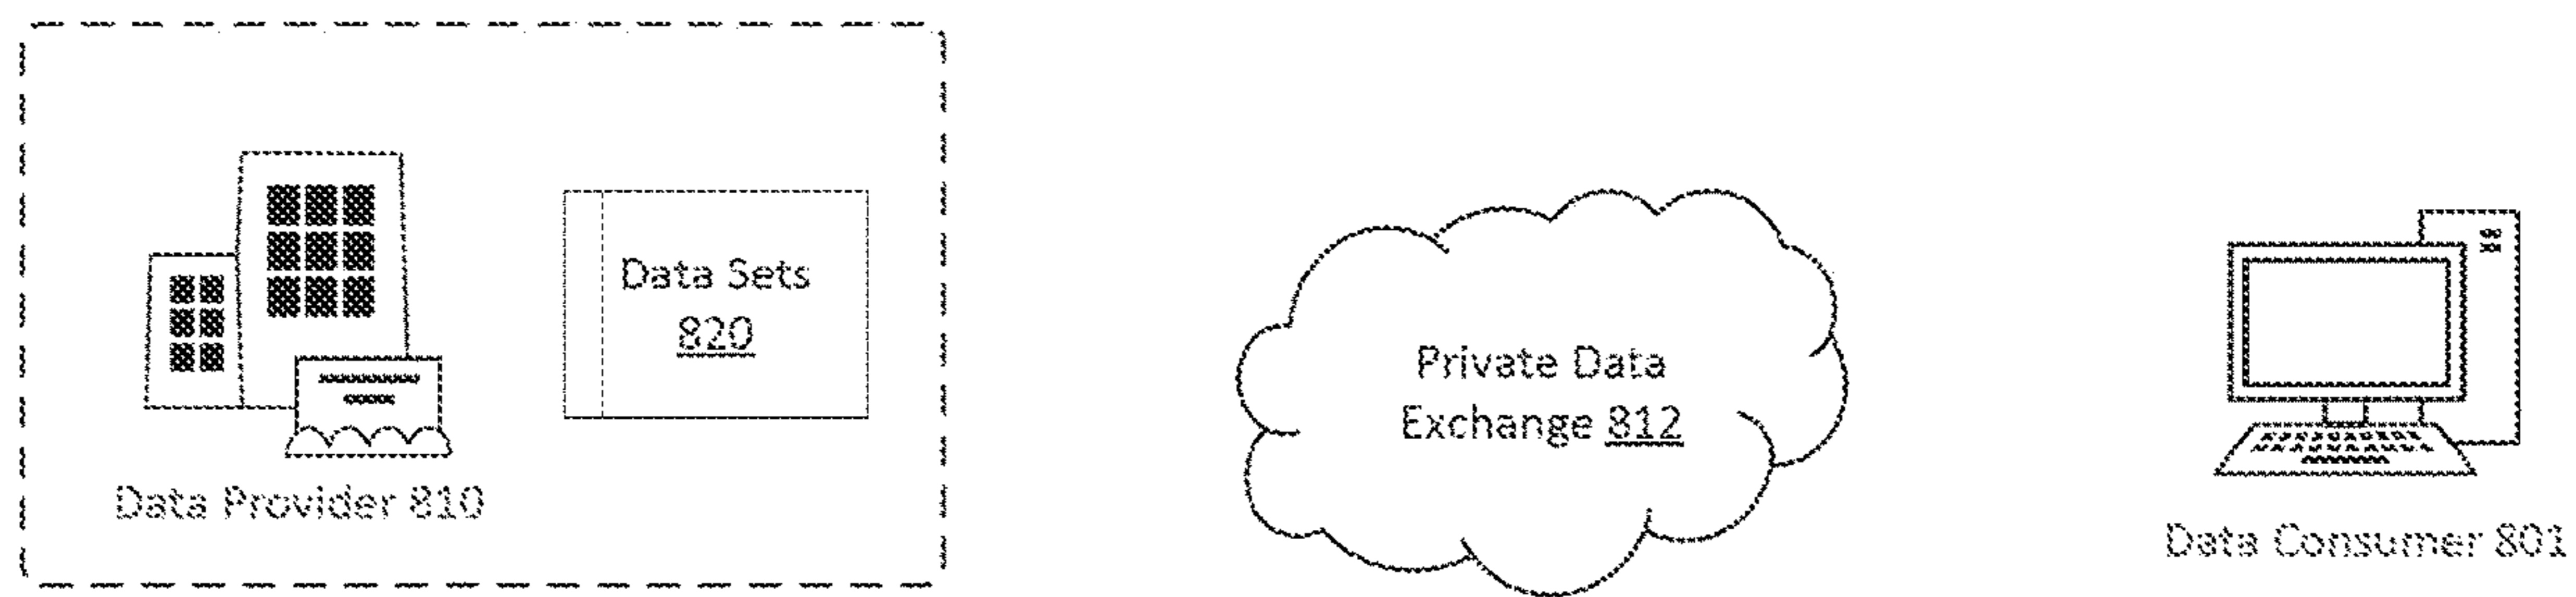 Data Sets
820
Data Provider 810
Private Data
Exchange 812
Data Consumer 801